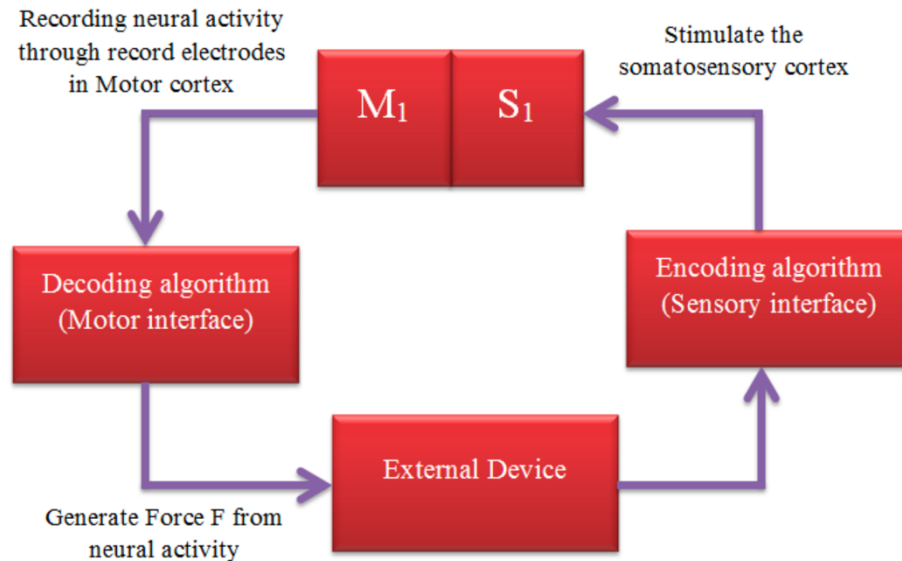 Recording neural activity
through record electrodes
in Motor cortex
M₁
S₁
Stimulate the
somatosensory cortex
Decoding algorithm
(Motor interface)
Encoding algorithm
(Sensory interface)
External Device
Generate Force F from
neural activity